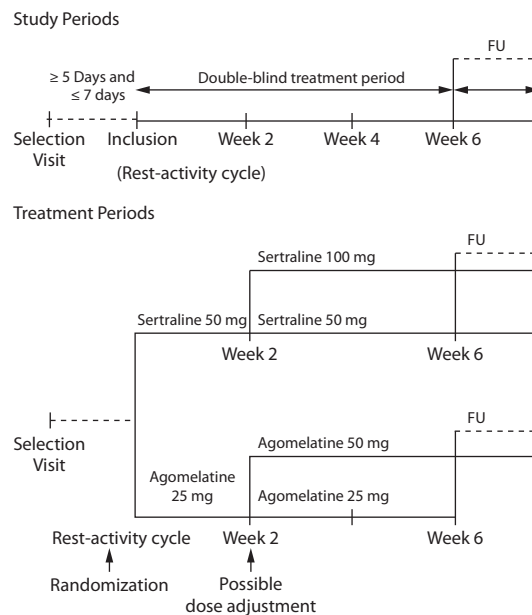 Study Periods
FU
≥ 5 Days and
≤ 7 days
Double-blind treatment period
Selection
Visit
Inclusion
Week 2
Week 4
Week 6
(Rest-activity cycle)
Treatment Periods
FU
Sertraline 100 mg
Sertraline 50 mg
Sertraline 50 mg
Week 2
Week 6
Selection
Visit
FU
Agomelatine 50 mg
Agomelatine
25 mg
Agomelatine 25 mg
Rest-activity cycle
Week 2
Week 6
Randomization
Possible
dose adjustment